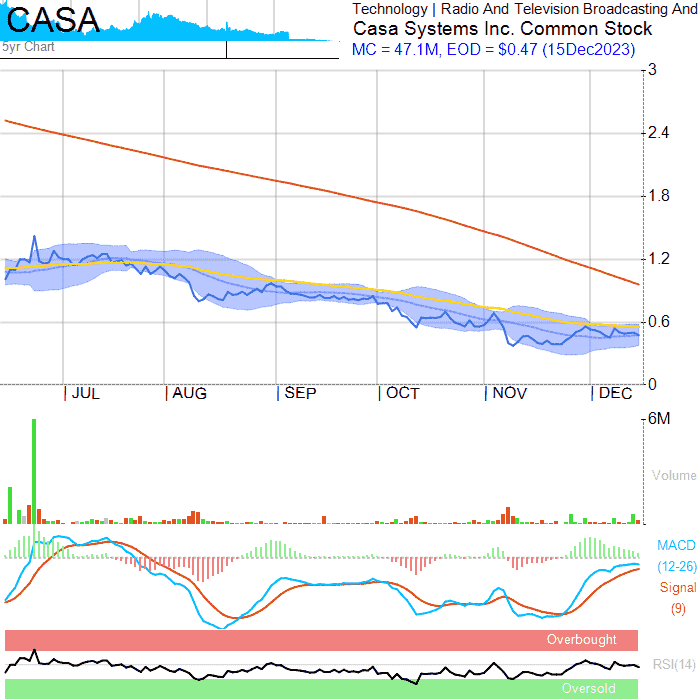 CASA
5yr Chart
Technology | Radio And Television Broadcasting And
Casa Systems Inc. Common Stock
MC = 47.1M, EOD = $0.47 (15Dec2023)
3
2.4
1.8
1.2
0.6
0
JUL AUG SEP OCT NOV DEC
6M
Volume
MACD
(12-26)
Signal
(9)
Overbought
RSI(14)
Oversold